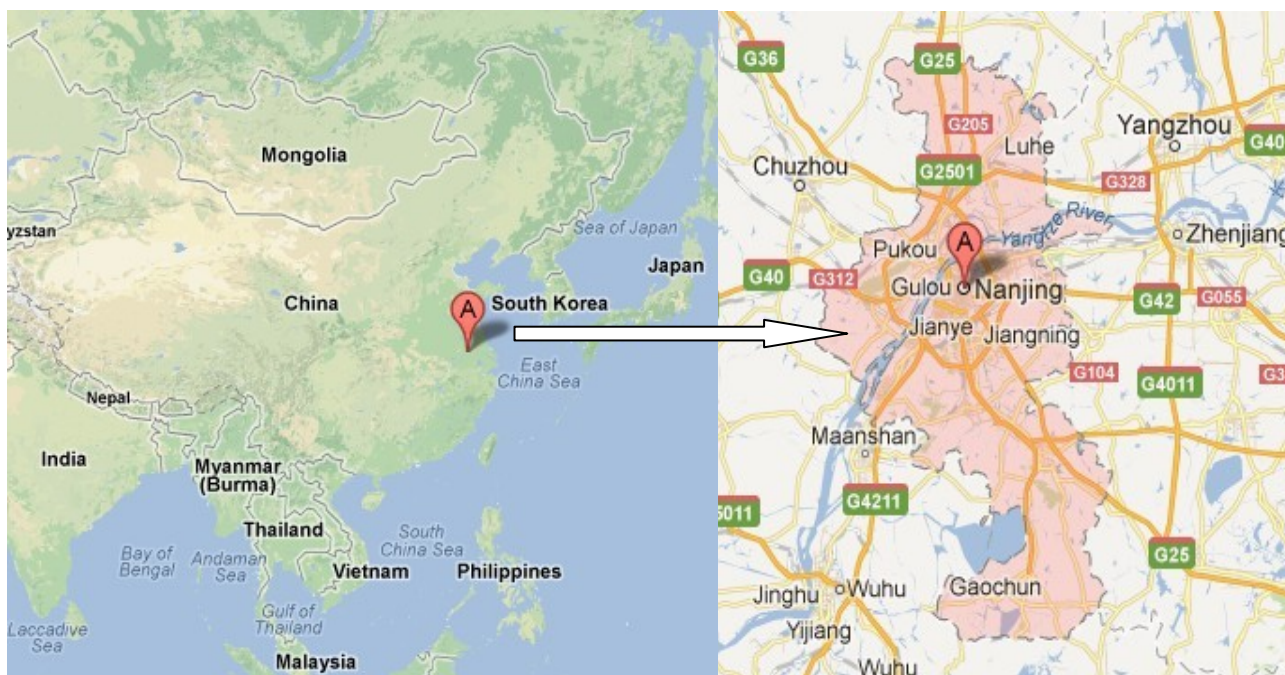 Mongolia
Sea of Japan
yzstan
Japan
China
A
South Korea
East
China Sea
Nepal
India
Myanmar
(Burma)
Thailand
South
China Sea
Bay of
Bengal
Andaman
Sea
Vietnam
Philippines
Gulf of
Thailand
Laccadive
Sea
Malaysia
G36
G25
G205
Yangzhou
G40
Luhe
Chuzhou
G2501
G328
Yangtze River
A
Pukou
Zhenjiang
G40
G312
Gulou
Nanjing
G42
G055
Jianye
Jiangning
G104
G4011
G3
Maanshan
G4211
5011
G25
Jinghu
Wuhu
Gaochun
Yijiang
Wuhu